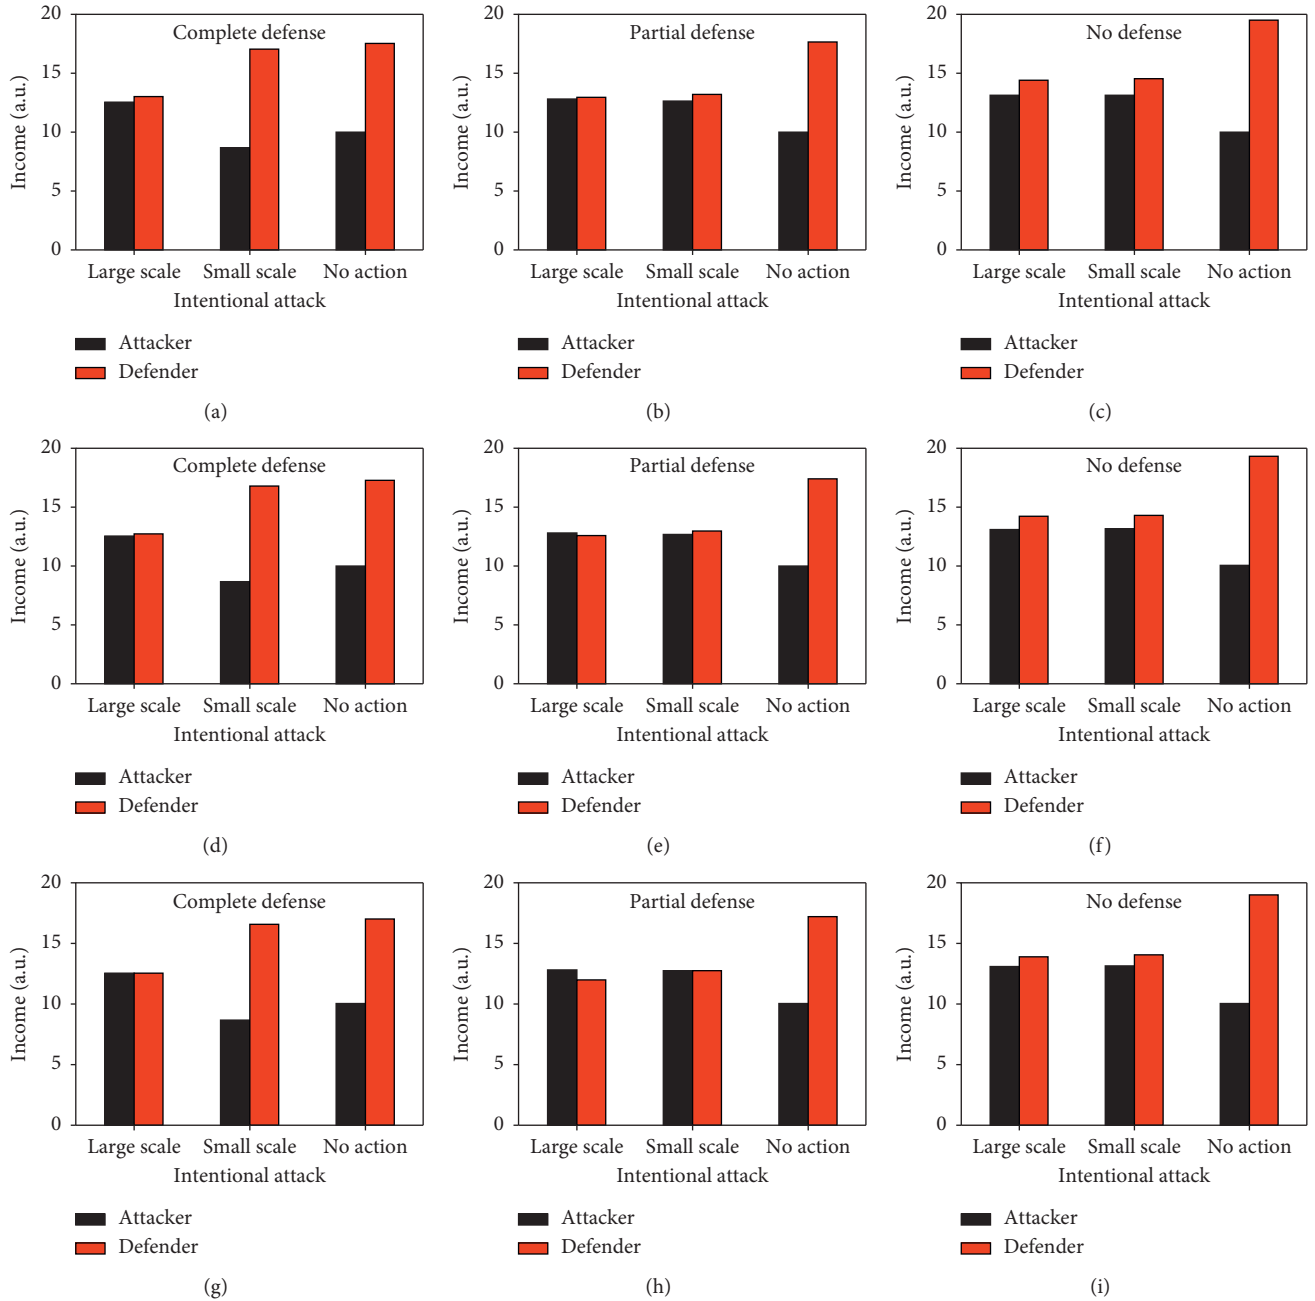 20
15
10
5
0
Income (a.u.)
Complete defense
Large scale
Small scale
No action
Intentional attack
Attacker
Defender
(a)
20
15
10
5
0
Income (a.u.)
Partial defense
Large scale
Small scale
No action
Intentional attack
Attacker
Defender
(b)
20
15
10
5
0
Income (a.u.)
No defense
Large scale
Small scale
No action
Intentional attack
Attacker
Defender
(c)
20
15
10
5
0
Income (a.u.)
Complete defense
Large scale
Small scale
No action
Intentional attack
Attacker
Defender
(d)
20
15
10
5
0
Income (a.u.)
Partial defense
Large scale
Small scale
No action
Intentional attack
Attacker
Defender
(e)
20
15
10
5
0
Income (a.u.)
No defense
Large scale
Small scale
No action
Intentional attack
Attacker
Defender
(f)
20
15
10
5
0
Income (a.u.)
Complete defense
Large scale
Small scale
No action
Intentional attack
Attacker
Defender
(g)
20
15
10
5
0
Income (a.u.)
Partial defense
Large scale
Small scale
No action
Intentional attack
Attacker
Defender
(h)
20
15
10
5
0
Income (a.u.)
No defense
Large scale
Small scale
No action
Intentional attack
Attacker
Defender
(i)